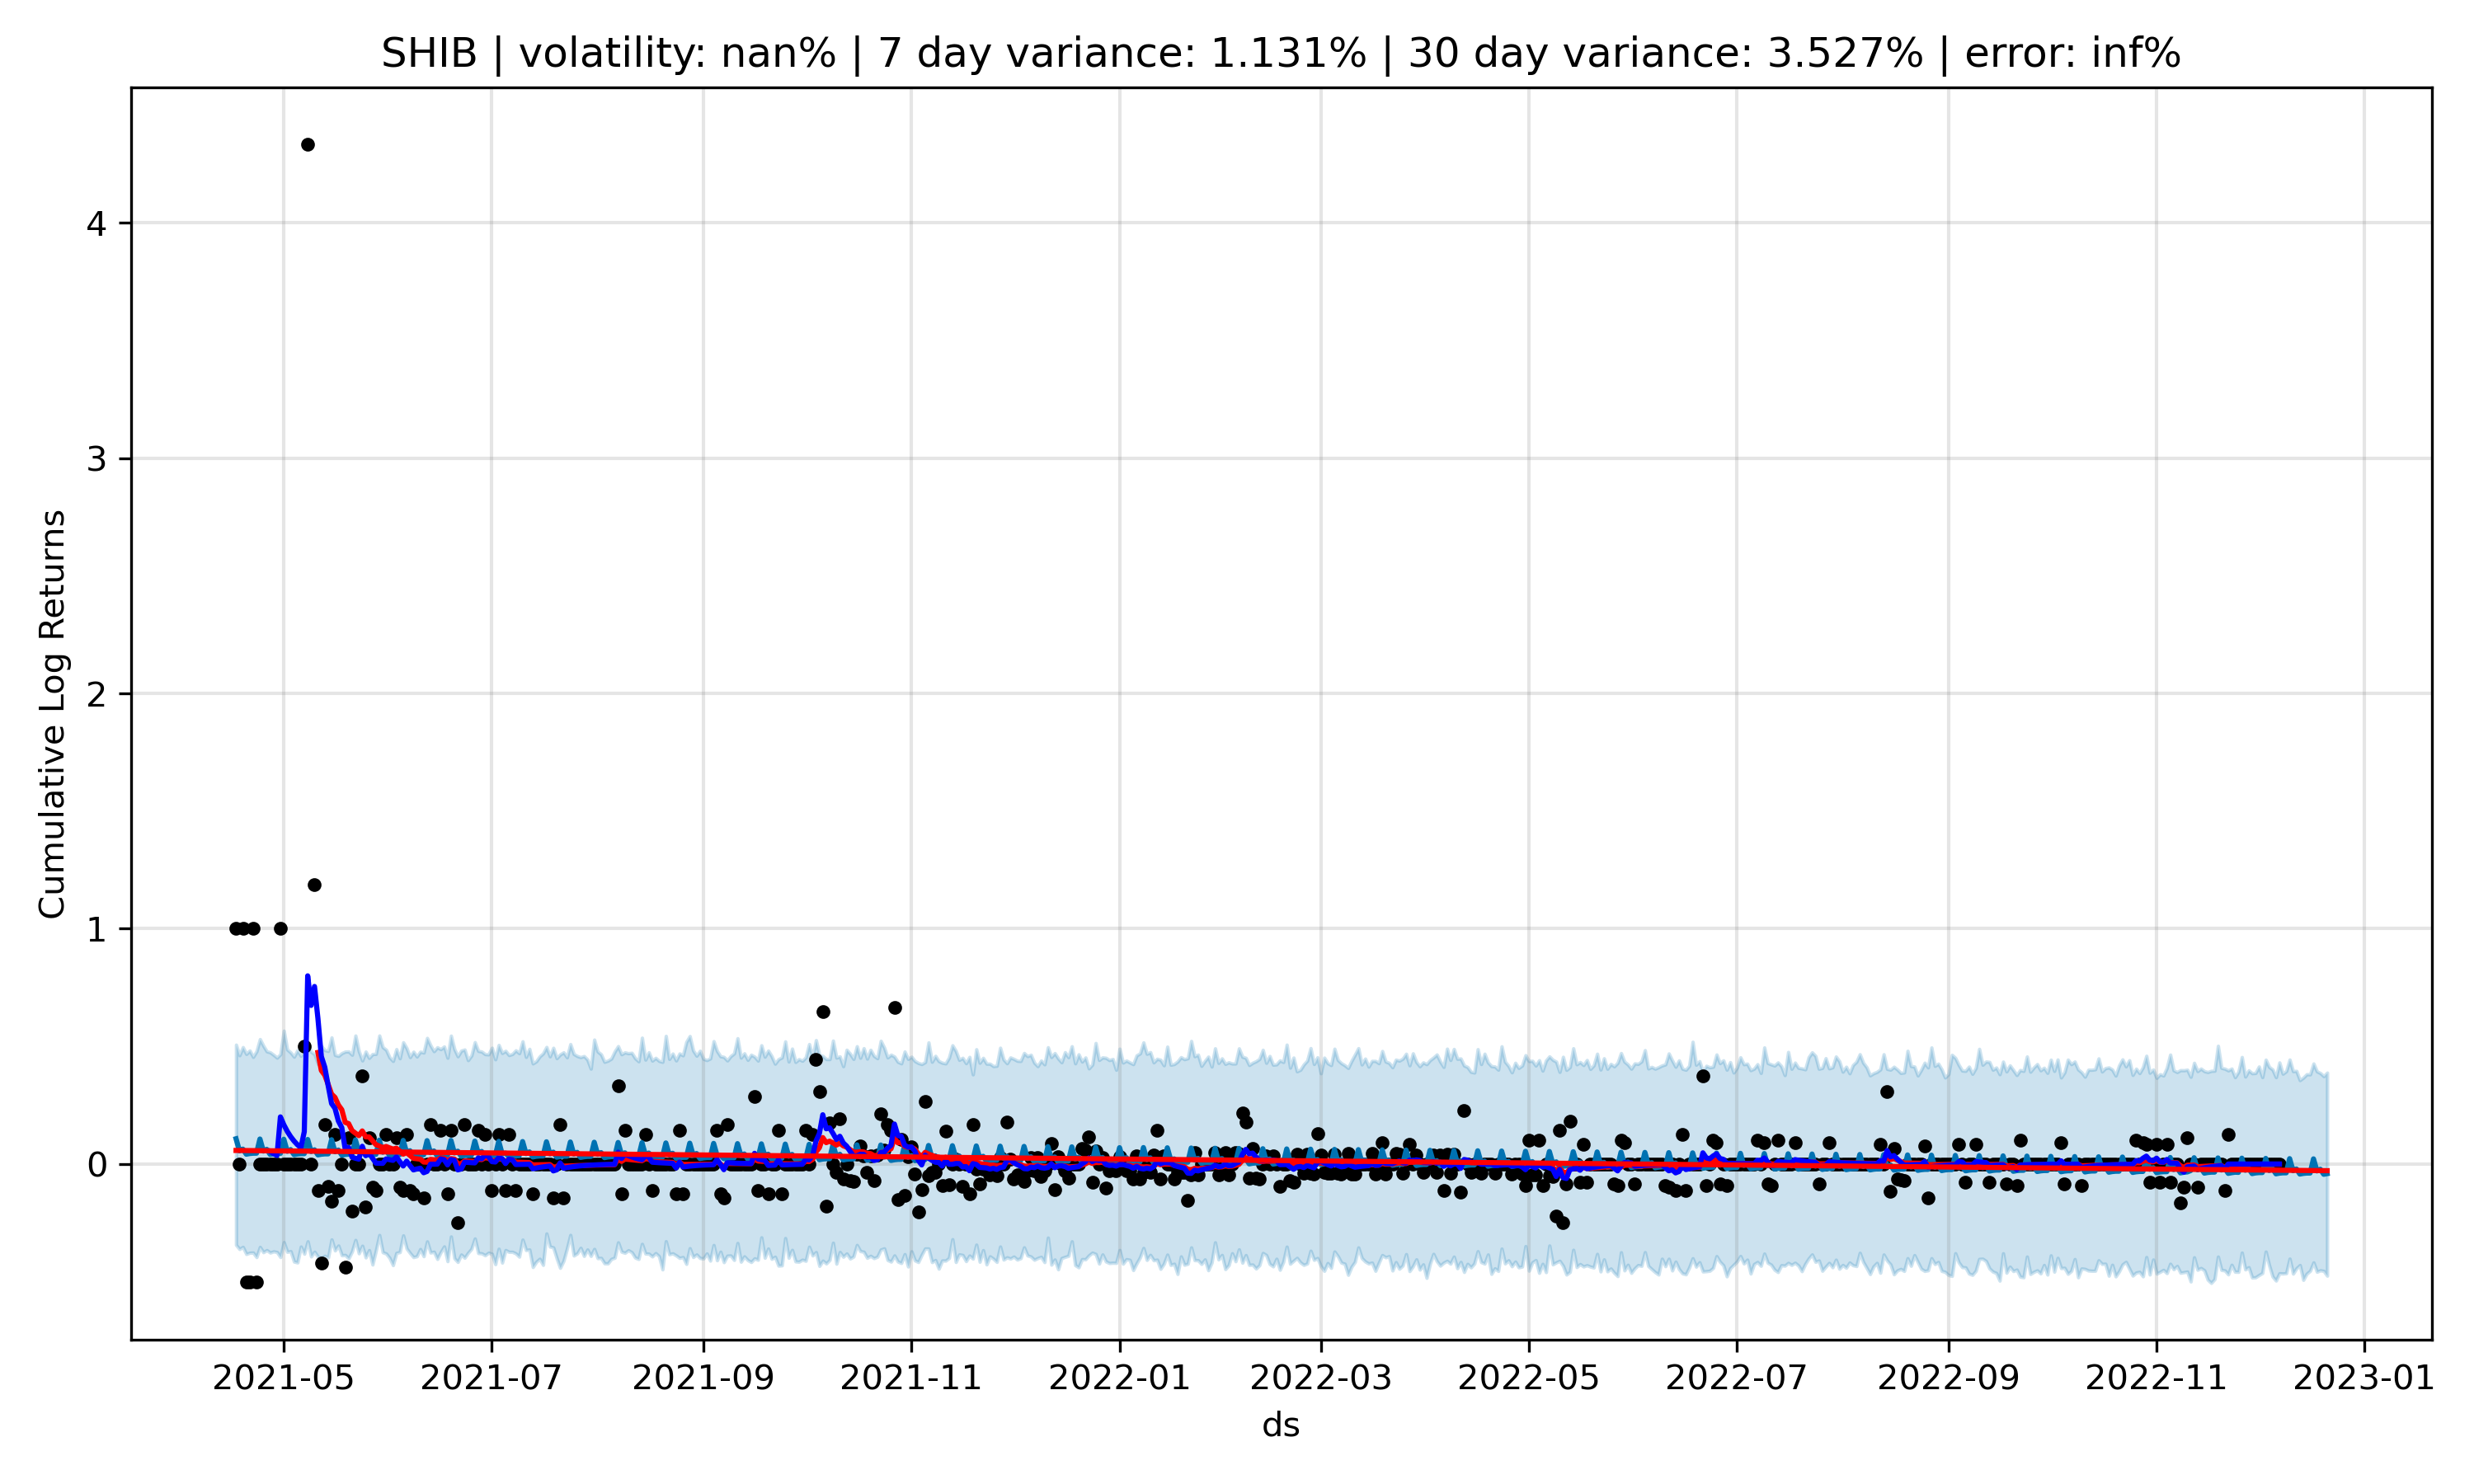 SHIB | volatility: nan% | 7 day variance: 1.131% | 30 day variance: 3.527% | error: inf%
Cumulative Log Returns
4
3
2
1
0
2021-05 2021-07 2021-09 2021-11 2022-01 2022-03 2022-05 2022-07 2022-09 2022-11 2023-01
ds